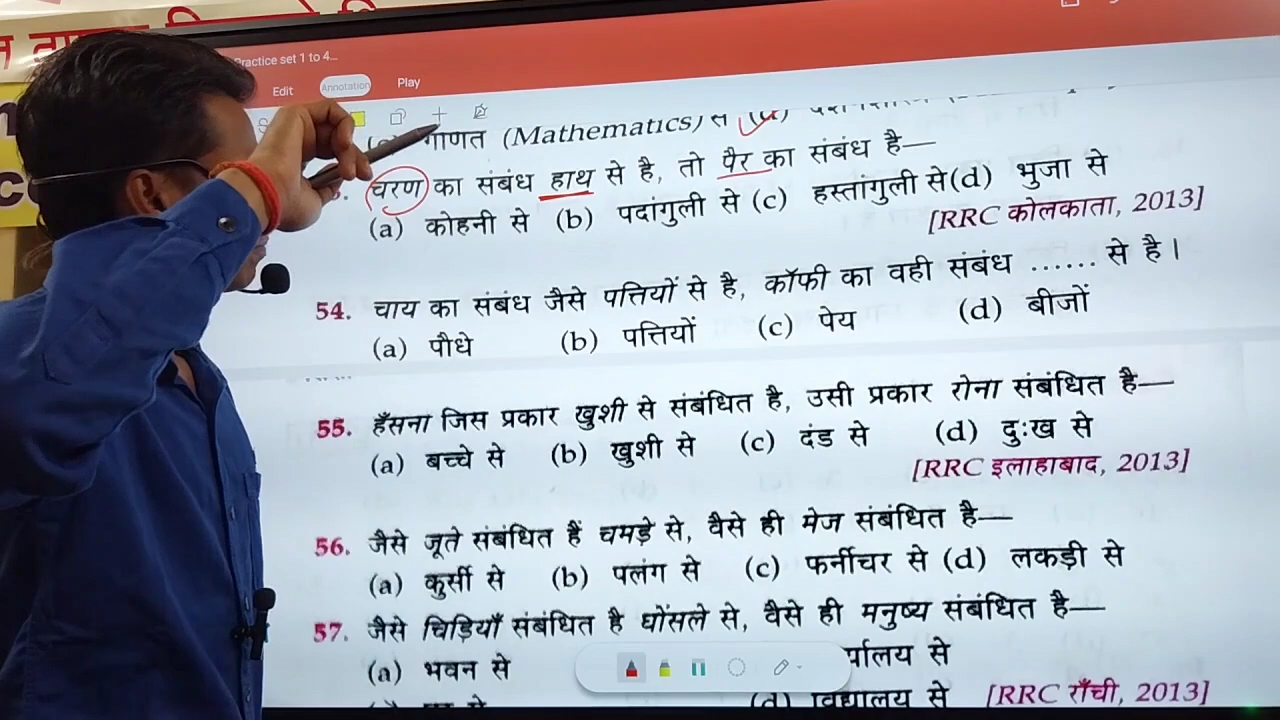 Practice set 1 to 4...
Edit Annotation Play
(Mathematics) से
चरण का संबंध हाथ से है, तो पैर का संबंध है—
(a) कोहनी से (b) पदांगुली से (c) हस्तांगुली से (d) भुजा से
[RRC कोलकाता, 2013]
54. चाय का संबंध जैसे पत्तियों से है, कॉफी का वही संबंध ...... से है।
(a) पौधे (b) पत्तियों (c) पेय (d) बीजों
55. हँसना जिस प्रकार खुशी से संबंधित है, उसी प्रकार रोना संबंधित है—
(a) बच्चे से (b) खुशी से (c) दंड से (d) दुःख से
[RRC इलाहाबाद, 2013]
56. जैसे जूते संबंधित हैं चमड़े से, वैसे ही मेज संबंधित है—
(a) कुर्सी से (b) पलंग से (c) फर्नीचर से (d) लकड़ी से
57. जैसे चिड़ियाँ संबंधित है घोंसले से, वैसे ही मनुष्य संबंधित है—
(a) भवन से
(d) विद्यालय से [RRC राँची, 2013]